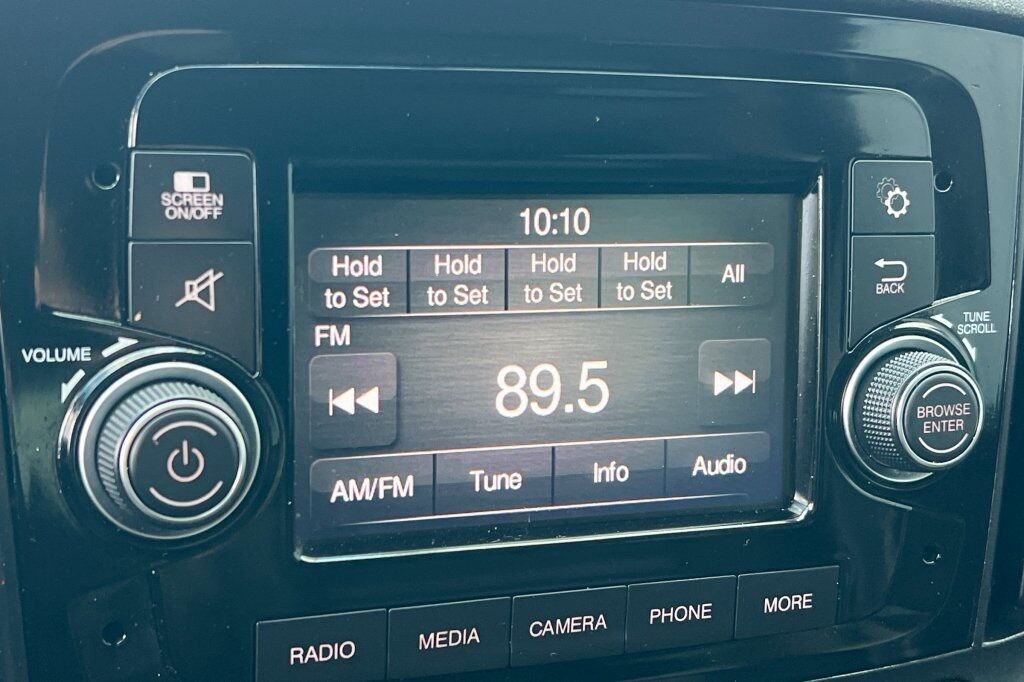 SCREEN
ON/OFF
10:10
Hold
to Set
Hold
to Set
Hold
to Set
Hold
to Set
All
BACK
VOLUME
TUNE
SCROLL
FM
89.5
BROWSE
ENTER
AM/FM
Tune
Info
Audio
RADIO
MEDIA
CAMERA
PHONE
MORE